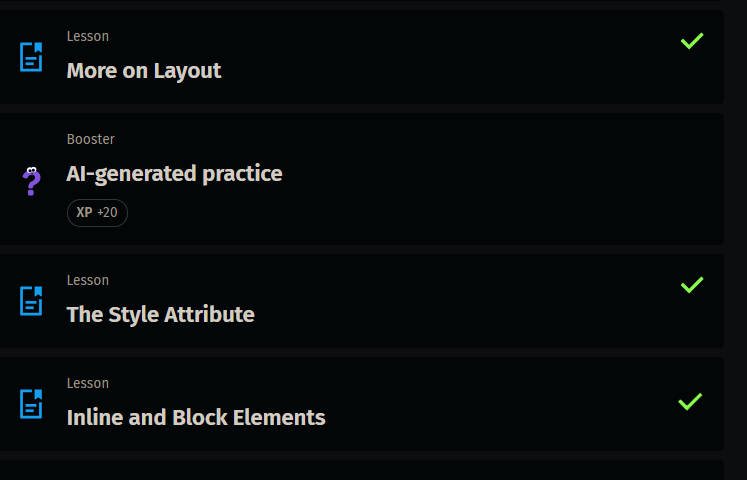 Lesson
More on Layout
Booster
AI-generated practice
XP +20
Lesson
The Style Attribute
Lesson
Inline and Block Elements